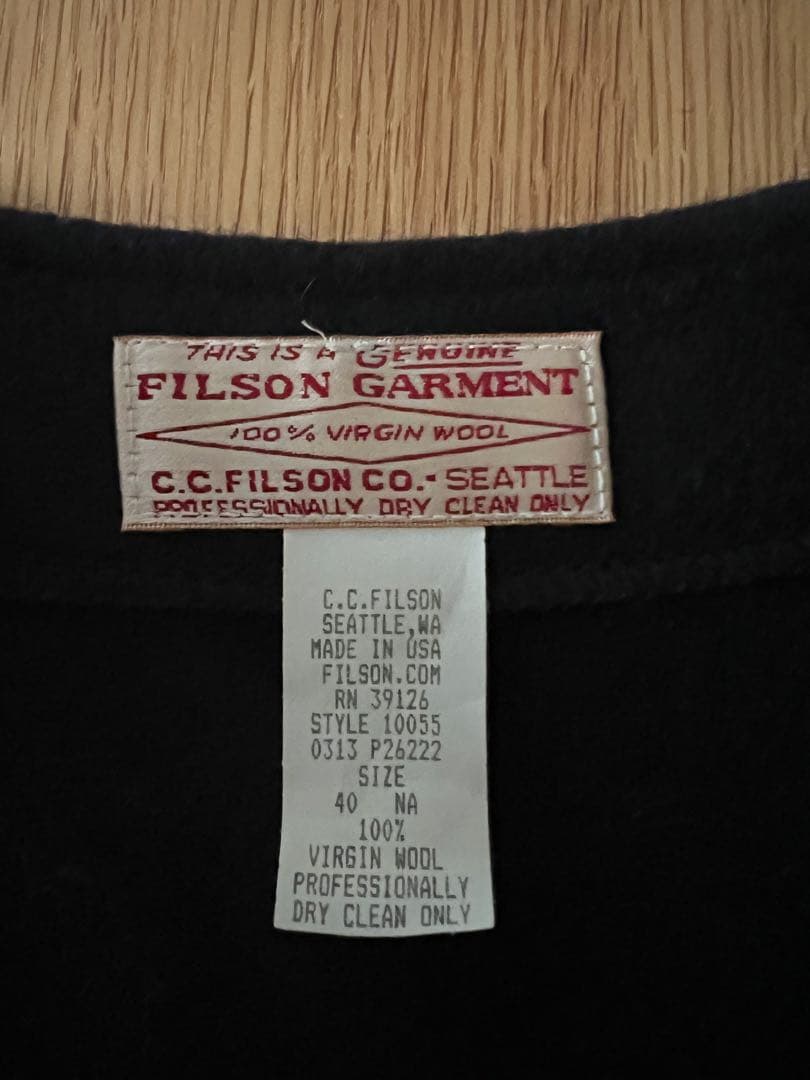 THIS IS A GENUINE
FILSON GARMENT
100% VIRGIN WOOL
C.C.FILSON CO.-SEATTLE
PROFESSIONALLY DRY CLEAN ONLY
C.C.FILSON
SEATTLE,WA
MADE IN USA
FILSON.COM
RN 39126
STYLE 10055
0313 P26222
SIZE
40 NA
100%
VIRGIN WOOL
PROFESSIONALLY
DRY CLEAN ONLY